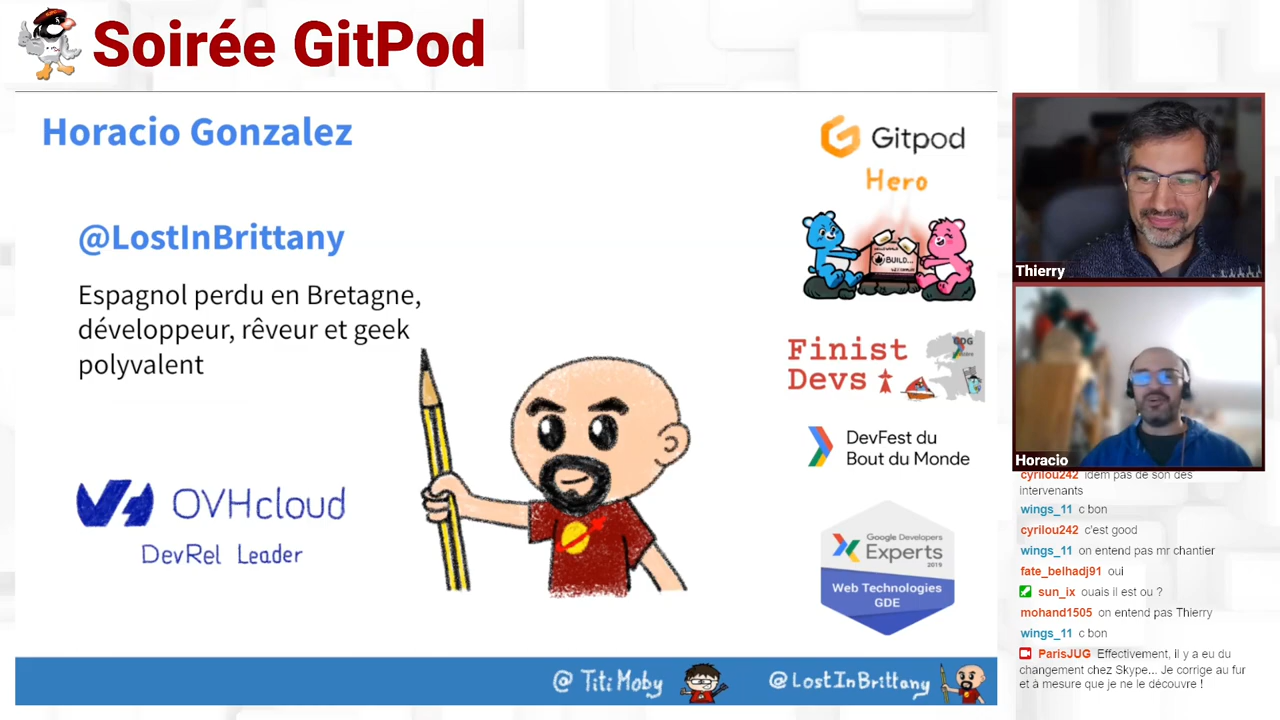 Soirée GitPod
Horacio Gonzalez
@LostInBrittany
Espagnol perdu en Bretagne,
développeur, rêveur et geek
polyvalent
OVHcloud
DevRel Leader
Gitpod
Hero
BUILD...
Finist
Devs
DevFest du
Bout du Monde
Google Developers
Experts
2019
Web Technologies
GDE
@TitiMoby
@LostInBrittany
Thierry
Horacio
cyrilou242 idem pas de son des
intervenants
wings_11 c bon
cyrilou242 c'est good
wings_11 on entend pas mr chantier
fate_belhadj91 oui
sun_ix ouais il est ou ?
mohand1505 on entend pas Thierry
wings_11 c bon
ParisJUG Effectivement, il y a eu du
changement chez Skype... Je corrige au fur
et à mesure que je ne le découvre !